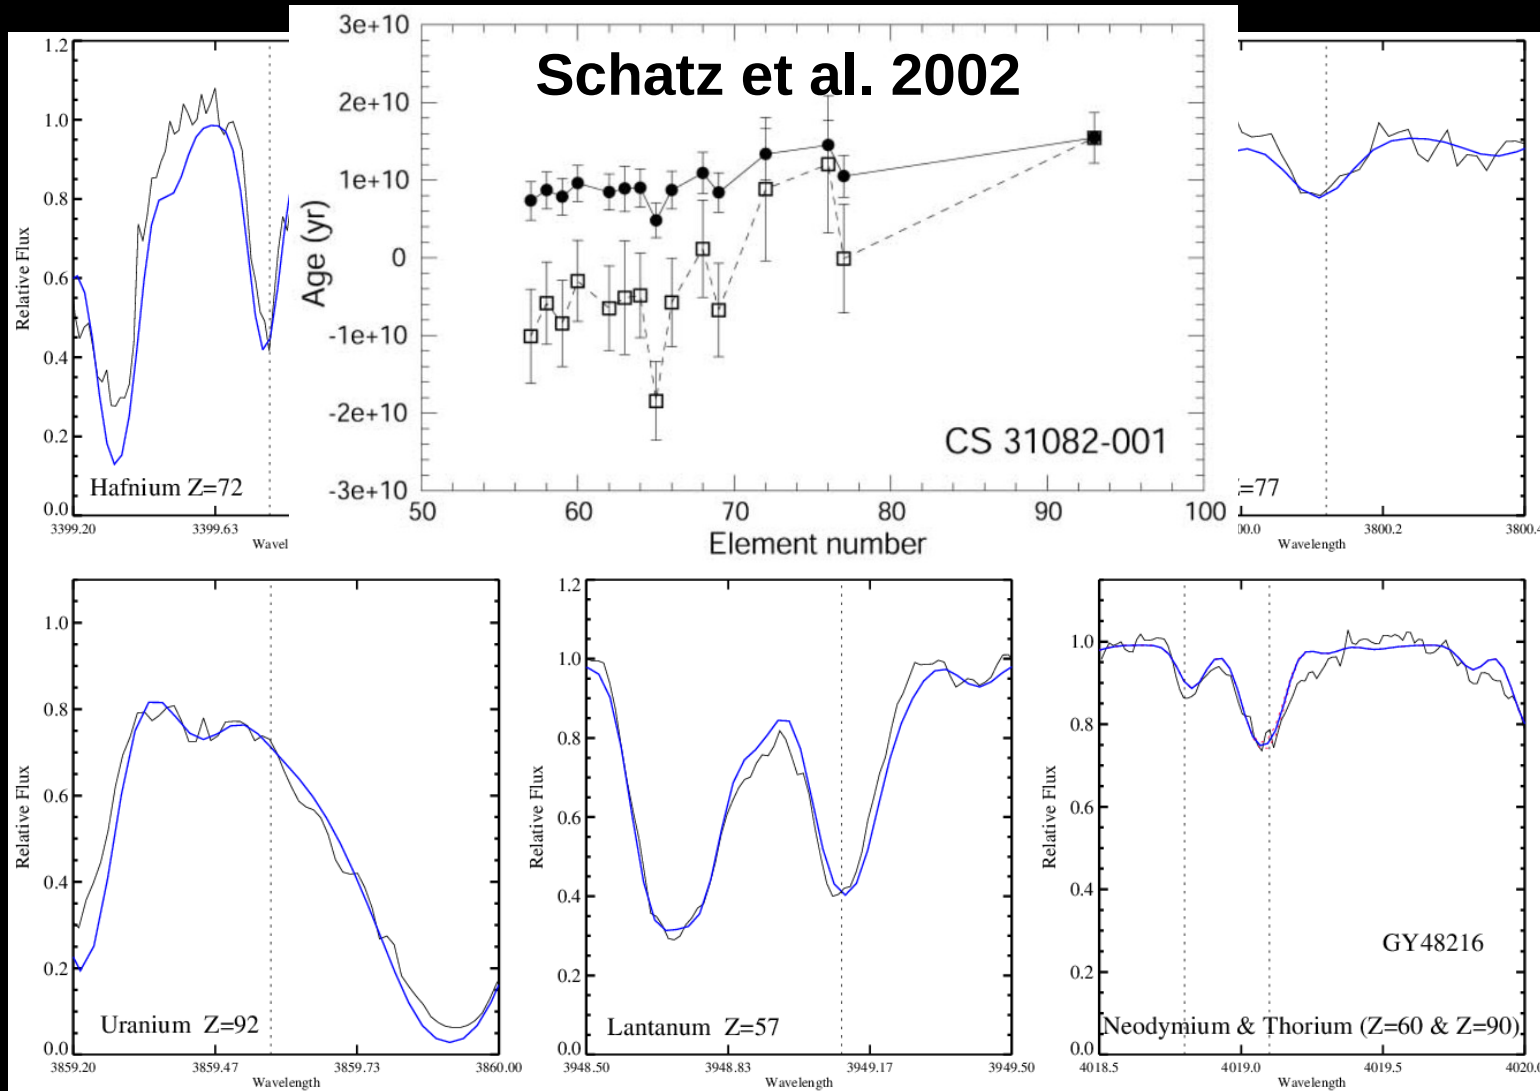 Schatz et al. 2002
3e+10
2e+10
1e+10
0
-1e+10
-2e+10
-3e+10
Age (yr)
CS 31082-001
50
60
70
80
90
100
Element number
1.2
1.0
0.8
0.6
0.4
0.2
0.0
Relative Flux
Hafnium Z=72
3399.20
3399.63
Wavel
=77
00.0
3800.2
3800.4
Wavelength
1.0
0.8
0.6
0.4
0.2
0.0
Relative Flux
Uranium Z=92
3859.20
3859.47
3859.73
3860.00
Wavelength
1.2
1.0
0.8
0.6
0.4
0.2
0.0
Relative Flux
Lantanum Z=57
3948.50
3948.83
3949.17
3949.50
Wavelength
1.0
0.8
0.6
0.4
0.2
0.0
Relative Flux
GY48216
Neodymium & Thorium (Z=60 & Z=90)
4018.5
4019.0
4019.5
4020.0
Wavelength